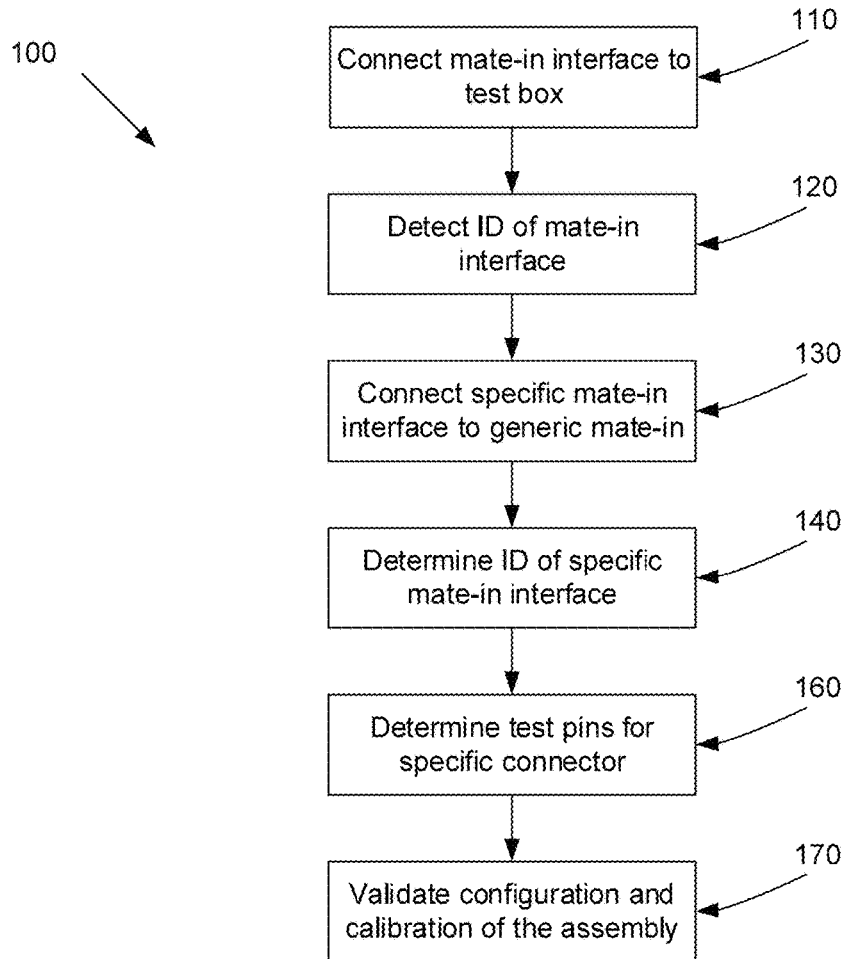 100
110
Connect mate-in interface to
test box
120
Detect ID of mate-in
interface
130
Connect specific mate-in
interface to generic mate-in
140
Determine ID of specific
mate-in interface
160
Determine test pins for
specific connector
170
Validate configuration and
calibration of the assembly